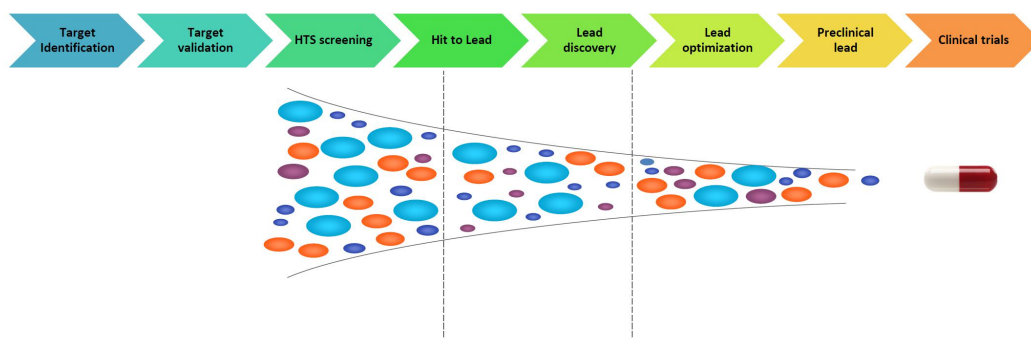 Target
Identification
Target
validation
HTS screening
Hit to Lead
Lead
discovery
Lead
optimization
Preclinical
lead
Clinical trials